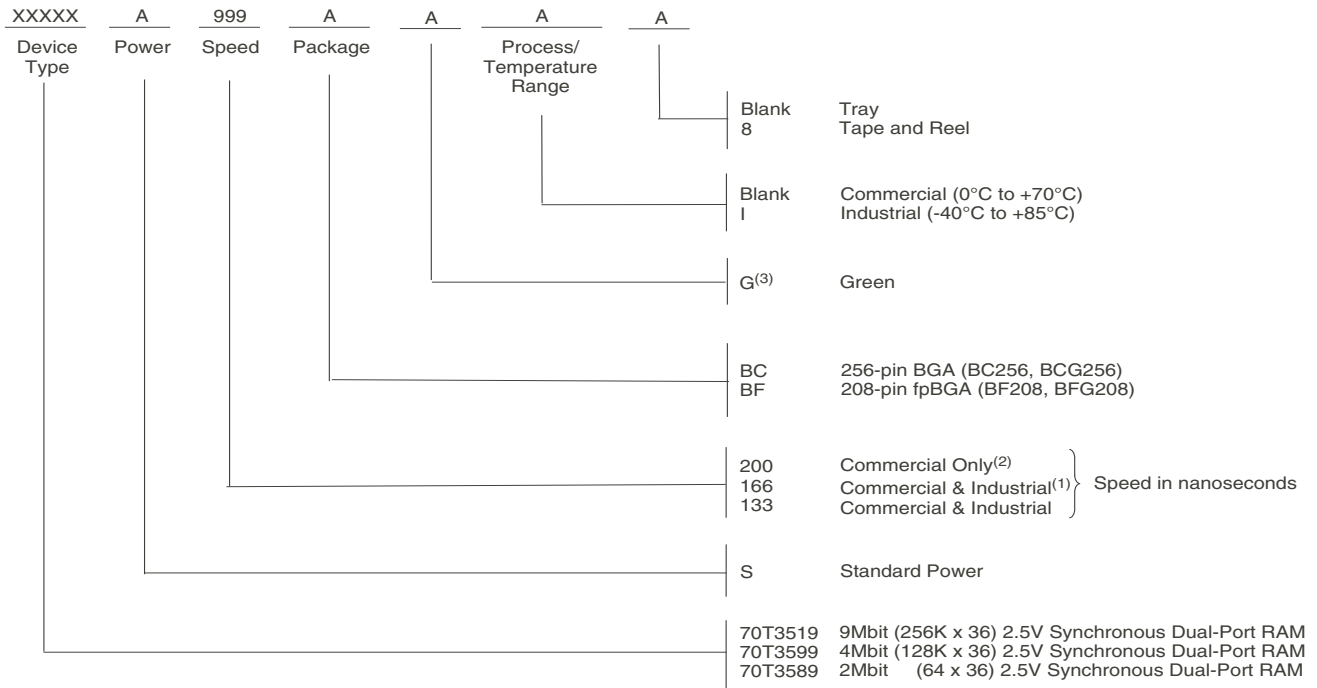 XXXXX A 999 A A A A
Device Type Power Speed Package Process/ Temperature Range
Blank Tray
8 Tape and Reel
Blank Commercial (0°C to +70°C)
I Industrial (-40°C to +85°C)
G(3) Green
BC 256-pin BGA (BC256, BCG256)
BF 208-pin fpBGA (BF208, BFG208)
200 Commercial Only(2)
166 Commercial & Industrial(1) Speed in nanoseconds
133 Commercial & Industrial
S Standard Power
70T3519 9Mbit (256K x 36) 2.5V Synchronous Dual-Port RAM
70T3599 4Mbit (128K x 36) 2.5V Synchronous Dual-Port RAM
70T3589 2Mbit (64 x 36) 2.5V Synchronous Dual-Port RAM